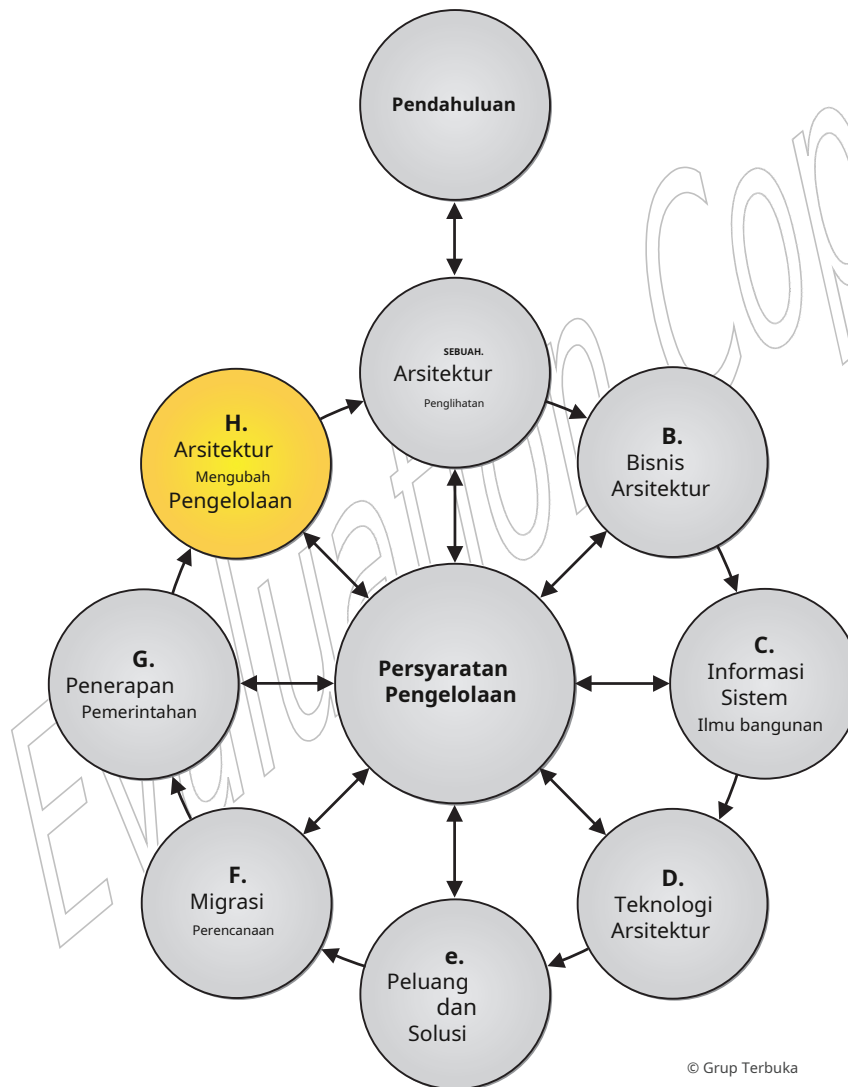 Pendahuluan
SEBUAH.
Arsitektur
Penglihatan
H.
Arsitektur
Mengubah
Pengelolaan
B.
Bisnis
Arsitektur
G.
Penerapan
Pemerintahan
Persyaratan
Pengelolaan
C.
Informasi
Sistem
Ilmu bangunan
F.
Migrasi
Perencanaan
D.
Teknologi
Arsitektur
e.
Peluang
dan
Solusi
© Grup Terbuka
Evaluation Cop